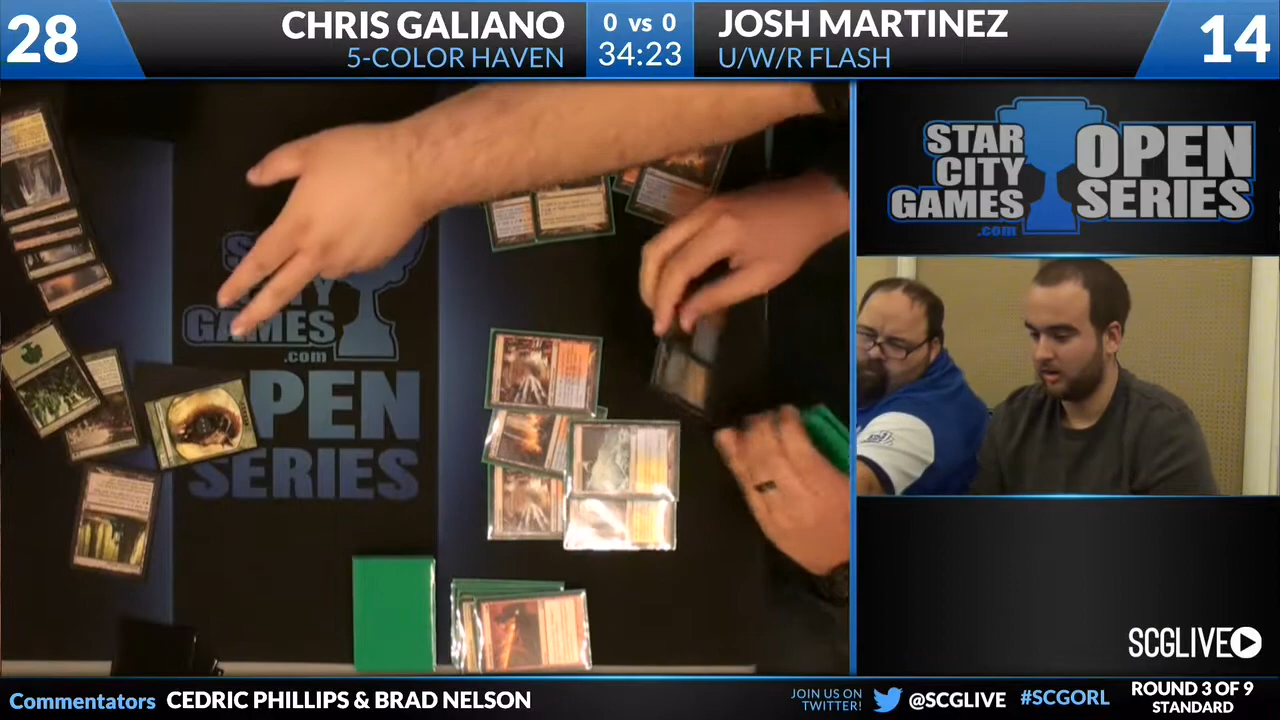 28
CHRIS GALIANO
5-COLOR HAVEN
0 vs 0
34:23
JOSH MARTINEZ
U/W/R FLASH
14
STAR
CITY
GAMES
.com
OPEN
SERIES
GAMES
.com
PEN
SERIES
SCGLIVE
Commentators CEDRIC PHILLIPS & BRAD NELSON
JOIN US ON
TWITTER!
@SCGLIVE #SCGORL
ROUND 3 OF 9
STANDARD